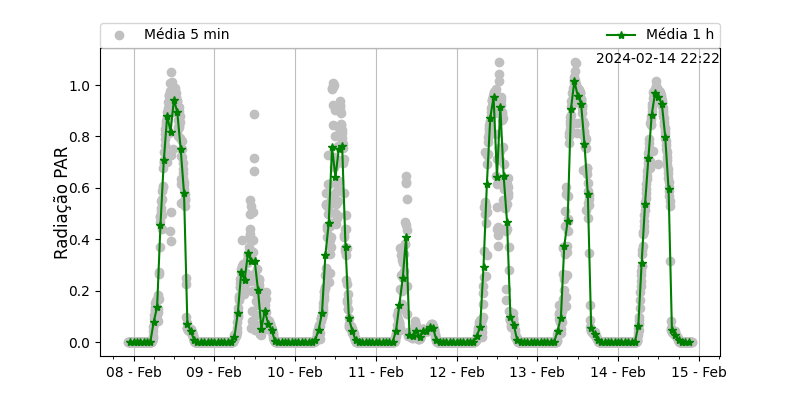 Média 5 min
Média 1 h
2024-02-14 22:22
Radiação PAR
1.0
0.8
0.6
0.4
0.2
0.0
08 - Feb 09 - Feb 10 - Feb 11 - Feb 12 - Feb 13 - Feb 14 - Feb 15 - Feb